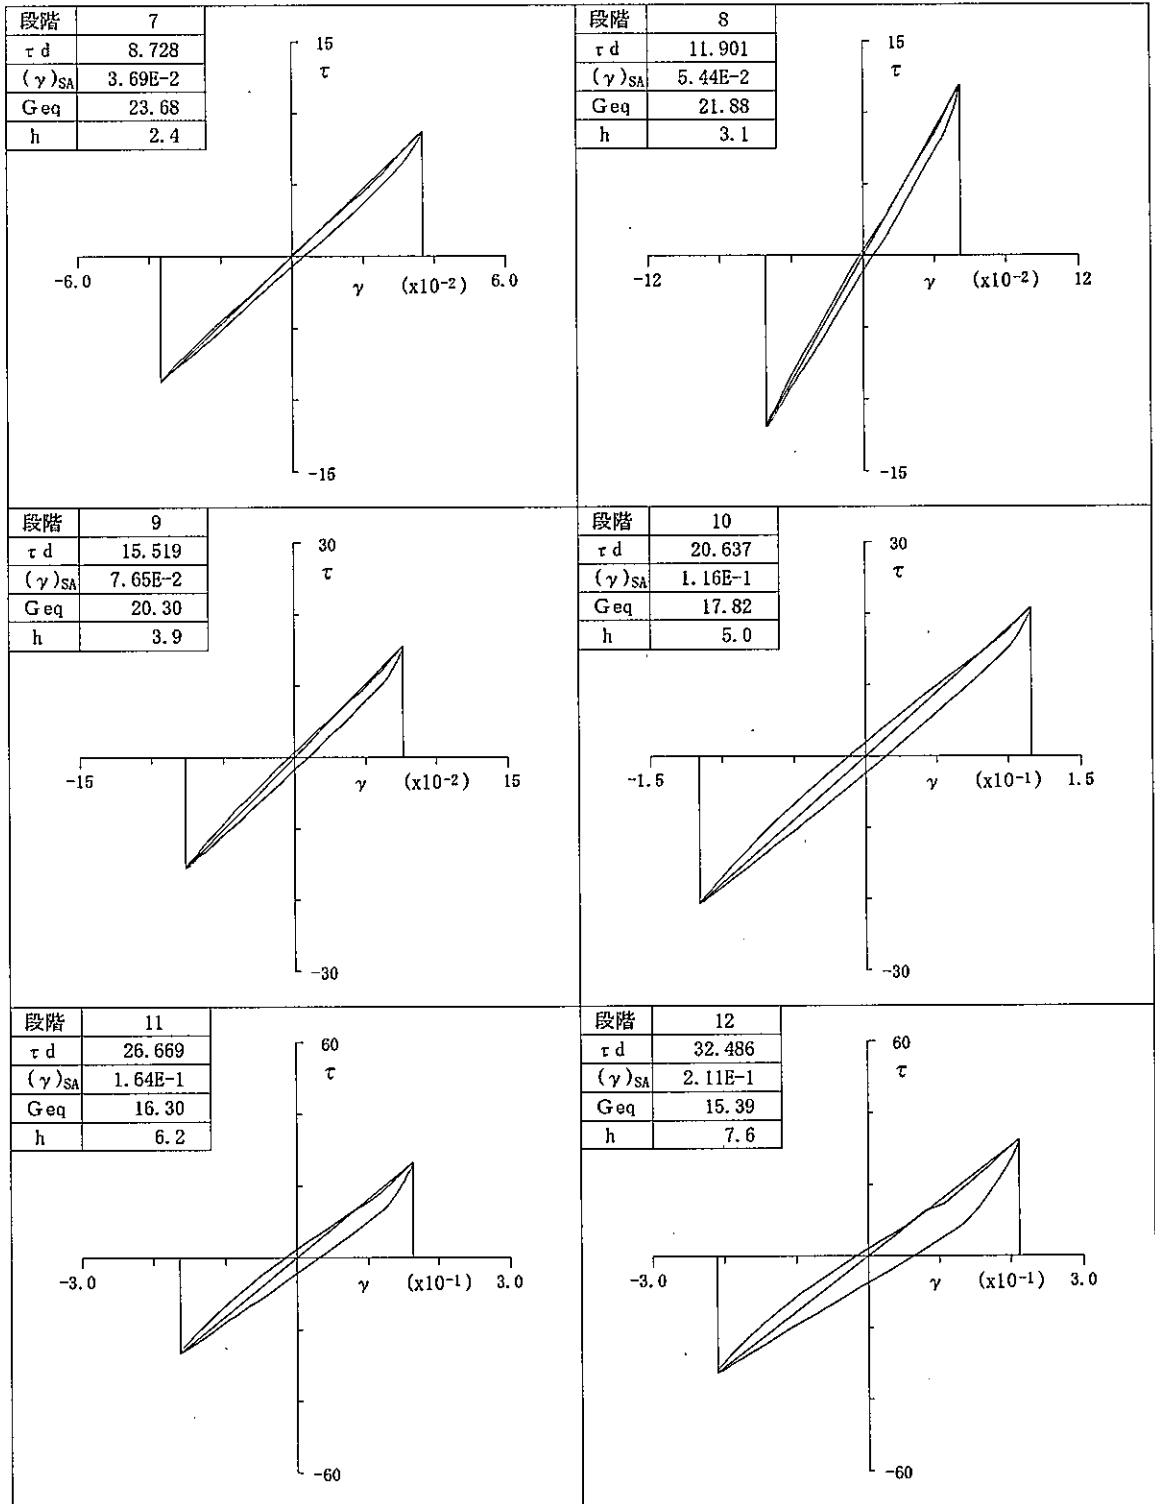 段階 7
τd 8.728
(γ)SA 3.69E-2
Geq 23.68
h 2.4
15
τ
-6.0
γ (x10-2) 6.0
-15
段階 8
τd 11.901
(γ)SA 5.44E-2
Geq 21.88
h 3.1
15
τ
-12
γ (x10-2) 12
-15
段階 9
τd 15.519
(γ)SA 7.65E-2
Geq 20.30
h 3.9
30
τ
-15
γ (x10-2) 15
-30
段階 10
τd 20.637
(γ)SA 1.16E-1
Geq 17.82
h 5.0
30
τ
-1.5
γ (x10-1) 1.5
-30
段階 11
τd 26.669
(γ)SA 1.64E-1
Geq 16.30
h 6.2
60
τ
-3.0
γ (x10-1) 3.0
-60
段階 12
τd 32.486
(γ)SA 2.11E-1
Geq 15.39
h 7.6
60
τ
-3.0
γ (x10-1) 3.0
-60